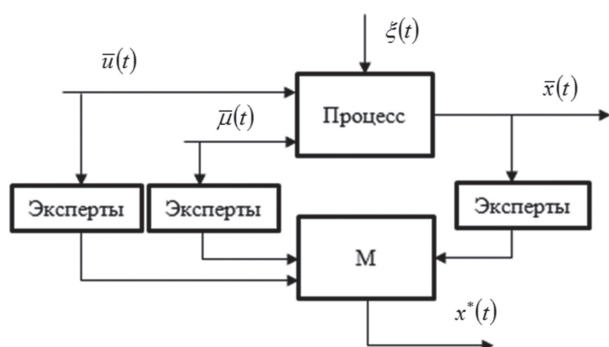 ξ(t)
u̅(t)
x̅(t)
μ̅(t)
Процесс
Эксперты
Эксперты
Эксперты
М
x*(t)